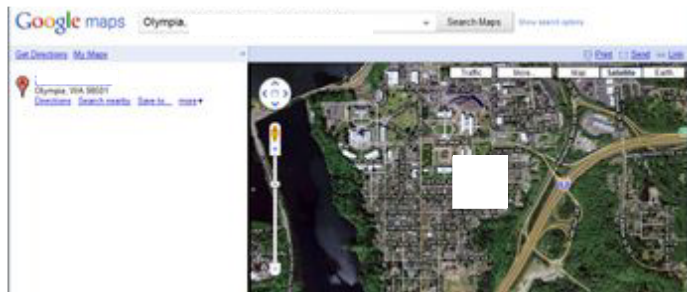 Google maps Olympia, Search Maps Show search options
Get Directions My Maps Print Send Link
Traffic More... Map Satellite Earth
Olympia, WA 98501
Directions Search nearby Save to... more▼